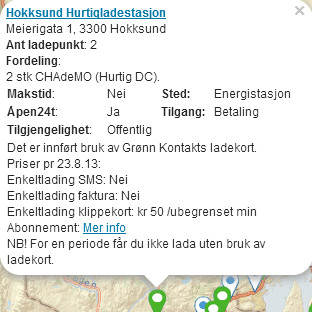 Hokksund Hurtigladestasjon
Meierigata 1, 3300 Hokksund
Ant ladepunkt: 2
Fordeling:
2 stk CHAdeMO (Hurtig DC).
Makstid: Nei Sted: Energistasjon
Åpen24t: Ja Tilgang: Betaling
Tilgjengelighet: Offentlig
Det er innført bruk av Grønn Kontakts ladekort.
Priser pr 23.8.13:
Enkeltlading SMS: Nei
Enkeltlading faktura: Nei
Enkeltlading klippekort: kr 50 /ubegrenset min
Abonnement: Mer info
NB! For en periode får du ikke lada uten bruk av
ladekort.